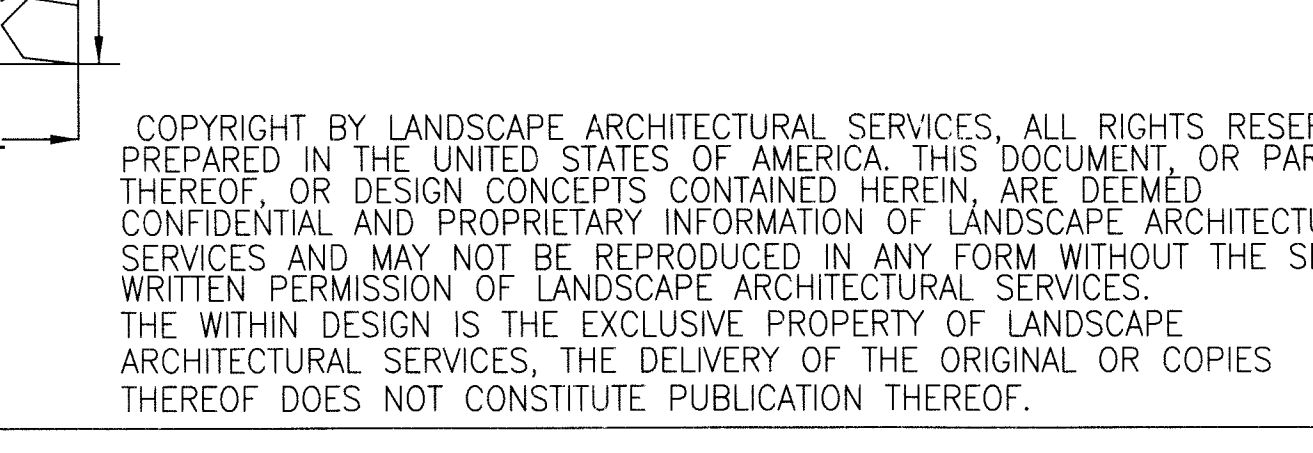 COPYRIGHT BY LANDSCAPE ARCHITECTURAL SERVICES, ALL RIGHTS
PREPARED IN THE UNITED STATES OF AMERICA. THIS DOCUMENT, OR
THEREOF, OR DESIGN CONCEPTS CONTAINED HEREIN, ARE DEEMED
CONFIDENTIAL AND PROPRIETARY INFORMATION OF LANDSCAPE
SERVICES AND MAY NOT BE REPRODUCED IN ANY FORM WITHOUT THE
WRITTEN PERMISSION OF LANDSCAPE ARCHITECTURAL SERVICES.
THE WITHIN DESIGN IS THE EXCLUSIVE PROPERTY OF LANDSCAPE
ARCHITECTURAL SERVICES, THE DELIVERY OF THE ORIGINAL OR COPIES
THEREOF DOES NOT CONSTITUTE PUBLICATION THEREOF.